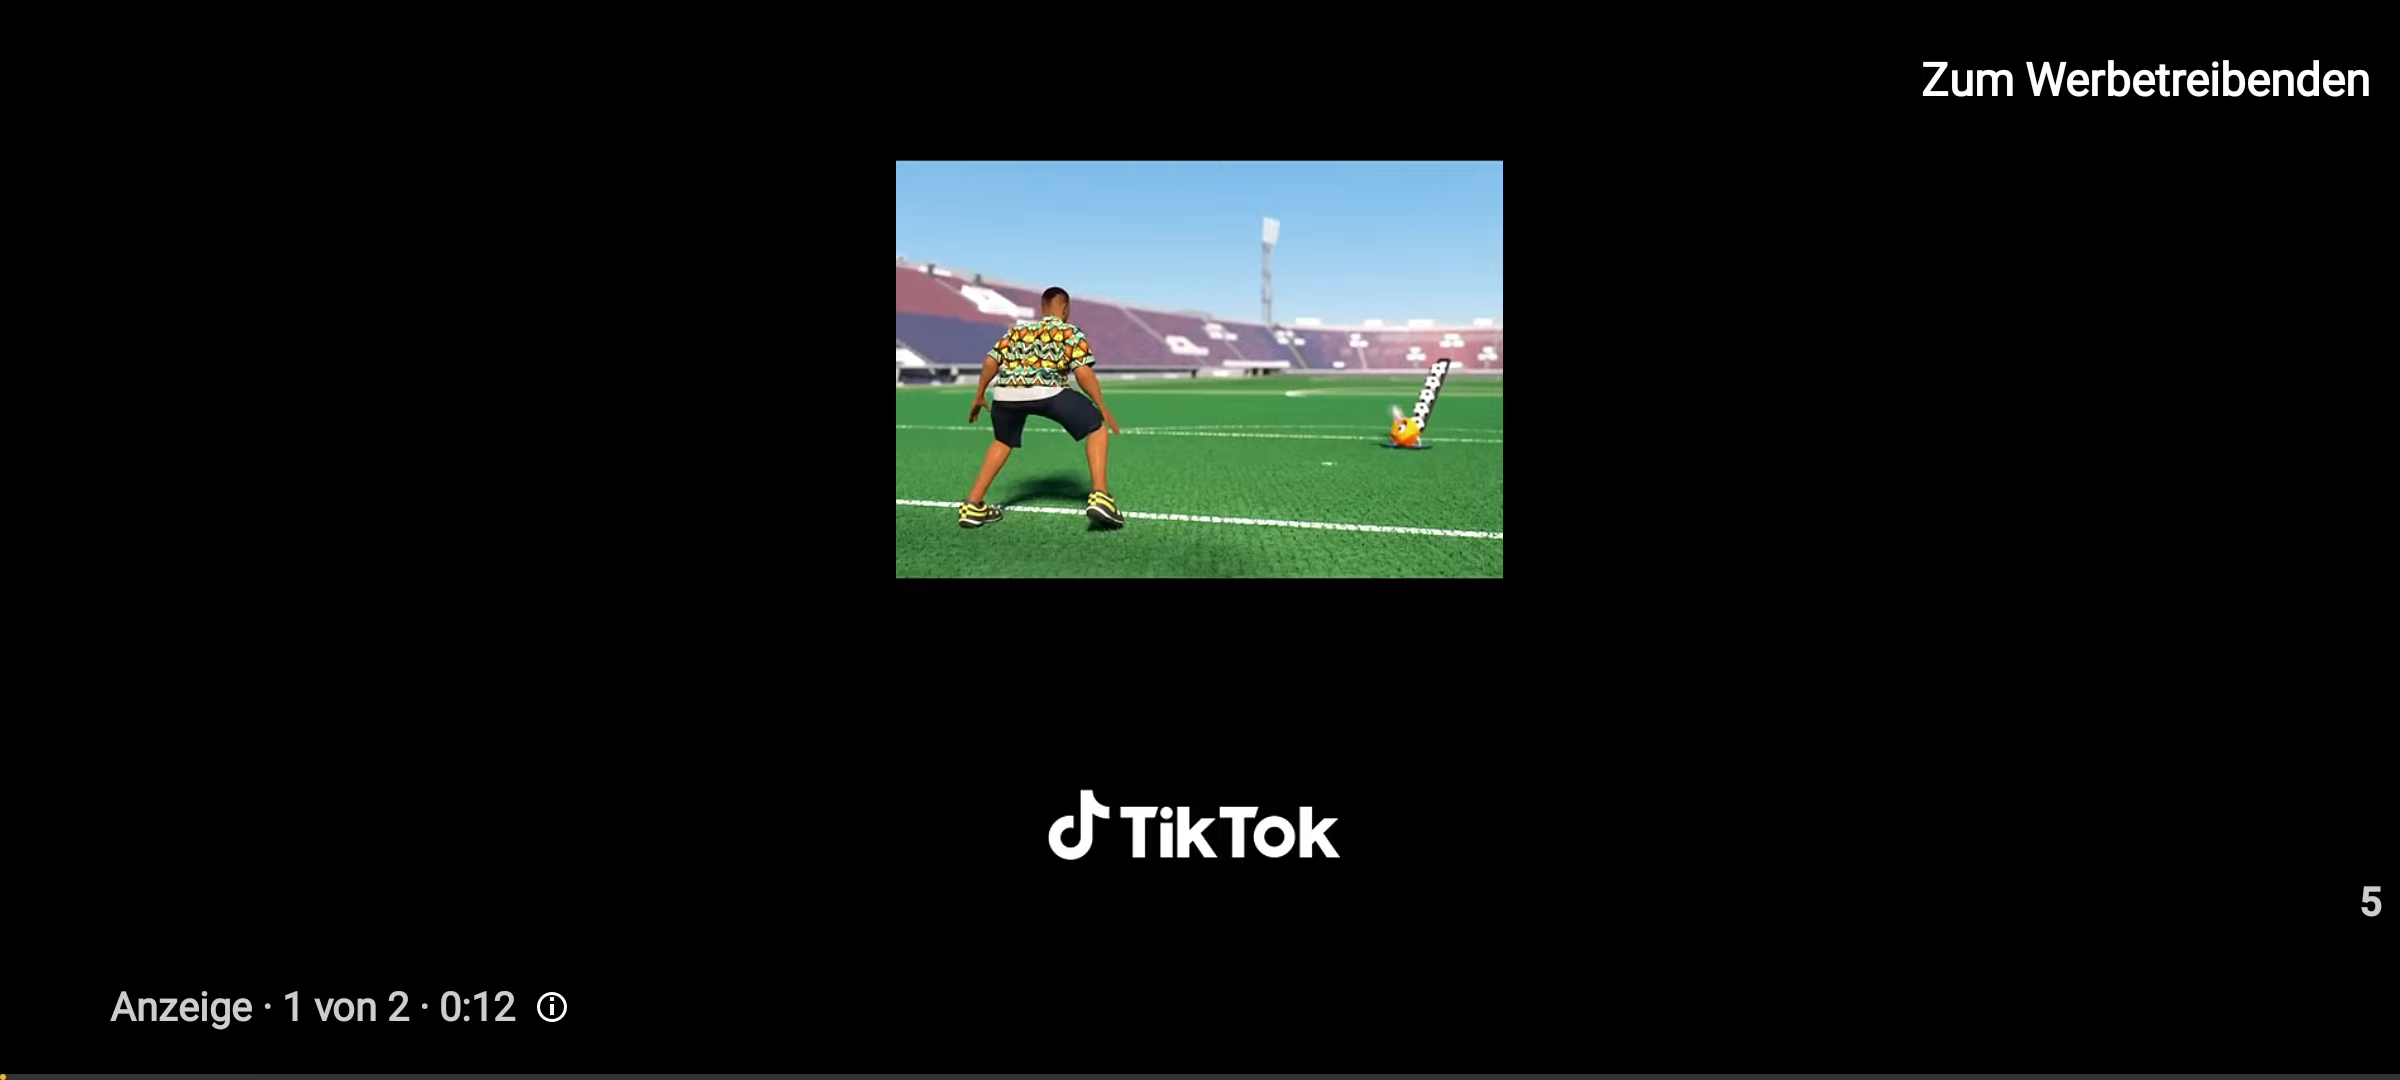 Zum Werbetreibenden
TikTok
5
Anzeige · 1 von 2 · 0:12